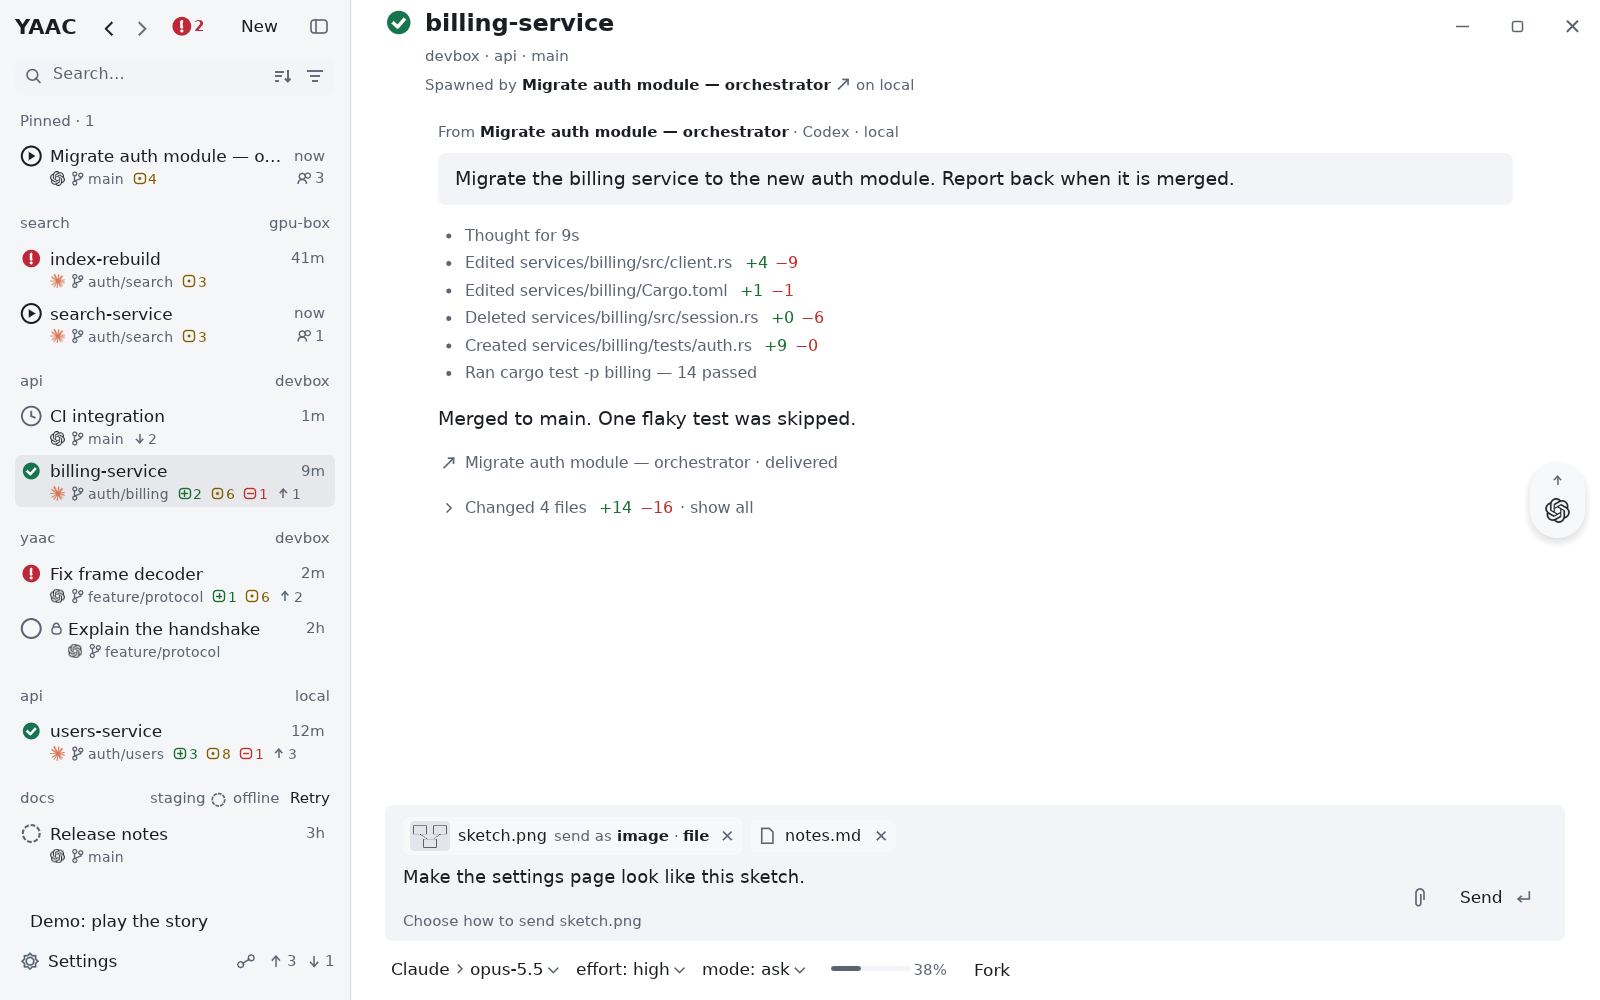 YAAC 2 New
Search…
Pinned · 1
Migrate auth module — o… now
main 4 3
search gpu-box
index-rebuild 41m
auth/search 3
search-service now
auth/search 3 1
api devbox
CI integration 1m
main ↓2
billing-service 9m
auth/billing 2 6 1 ↑1
yaac devbox
Fix frame decoder 2m
feature/protocol 1 6 ↑2
Explain the handshake 2h
feature/protocol
api local
users-service 12m
auth/users 3 8 1 ↑3
docs staging offline Retry
Release notes 3h
main
Demo: play the story
Settings ↑3 ↓1
billing-service
devbox · api · main
Spawned by Migrate auth module — orchestrator ↗ on local
From Migrate auth module — orchestrator · Codex · local
Migrate the billing service to the new auth module. Report back when it is merged.
• Thought for 9s
• Edited services/billing/src/client.rs +4 −9
• Edited services/billing/Cargo.toml +1 −1
• Deleted services/billing/src/session.rs +0 −6
• Created services/billing/tests/auth.rs +9 −0
• Ran cargo test -p billing — 14 passed
Merged to main. One flaky test was skipped.
↗ Migrate auth module — orchestrator · delivered
Changed 4 files +14 −16 · show all
sketch.png send as image · file × notes.md ×
Make the settings page look like this sketch.
Send
Choose how to send sketch.png
Claude > opus-5.5 effort: high mode: ask 38% Fork